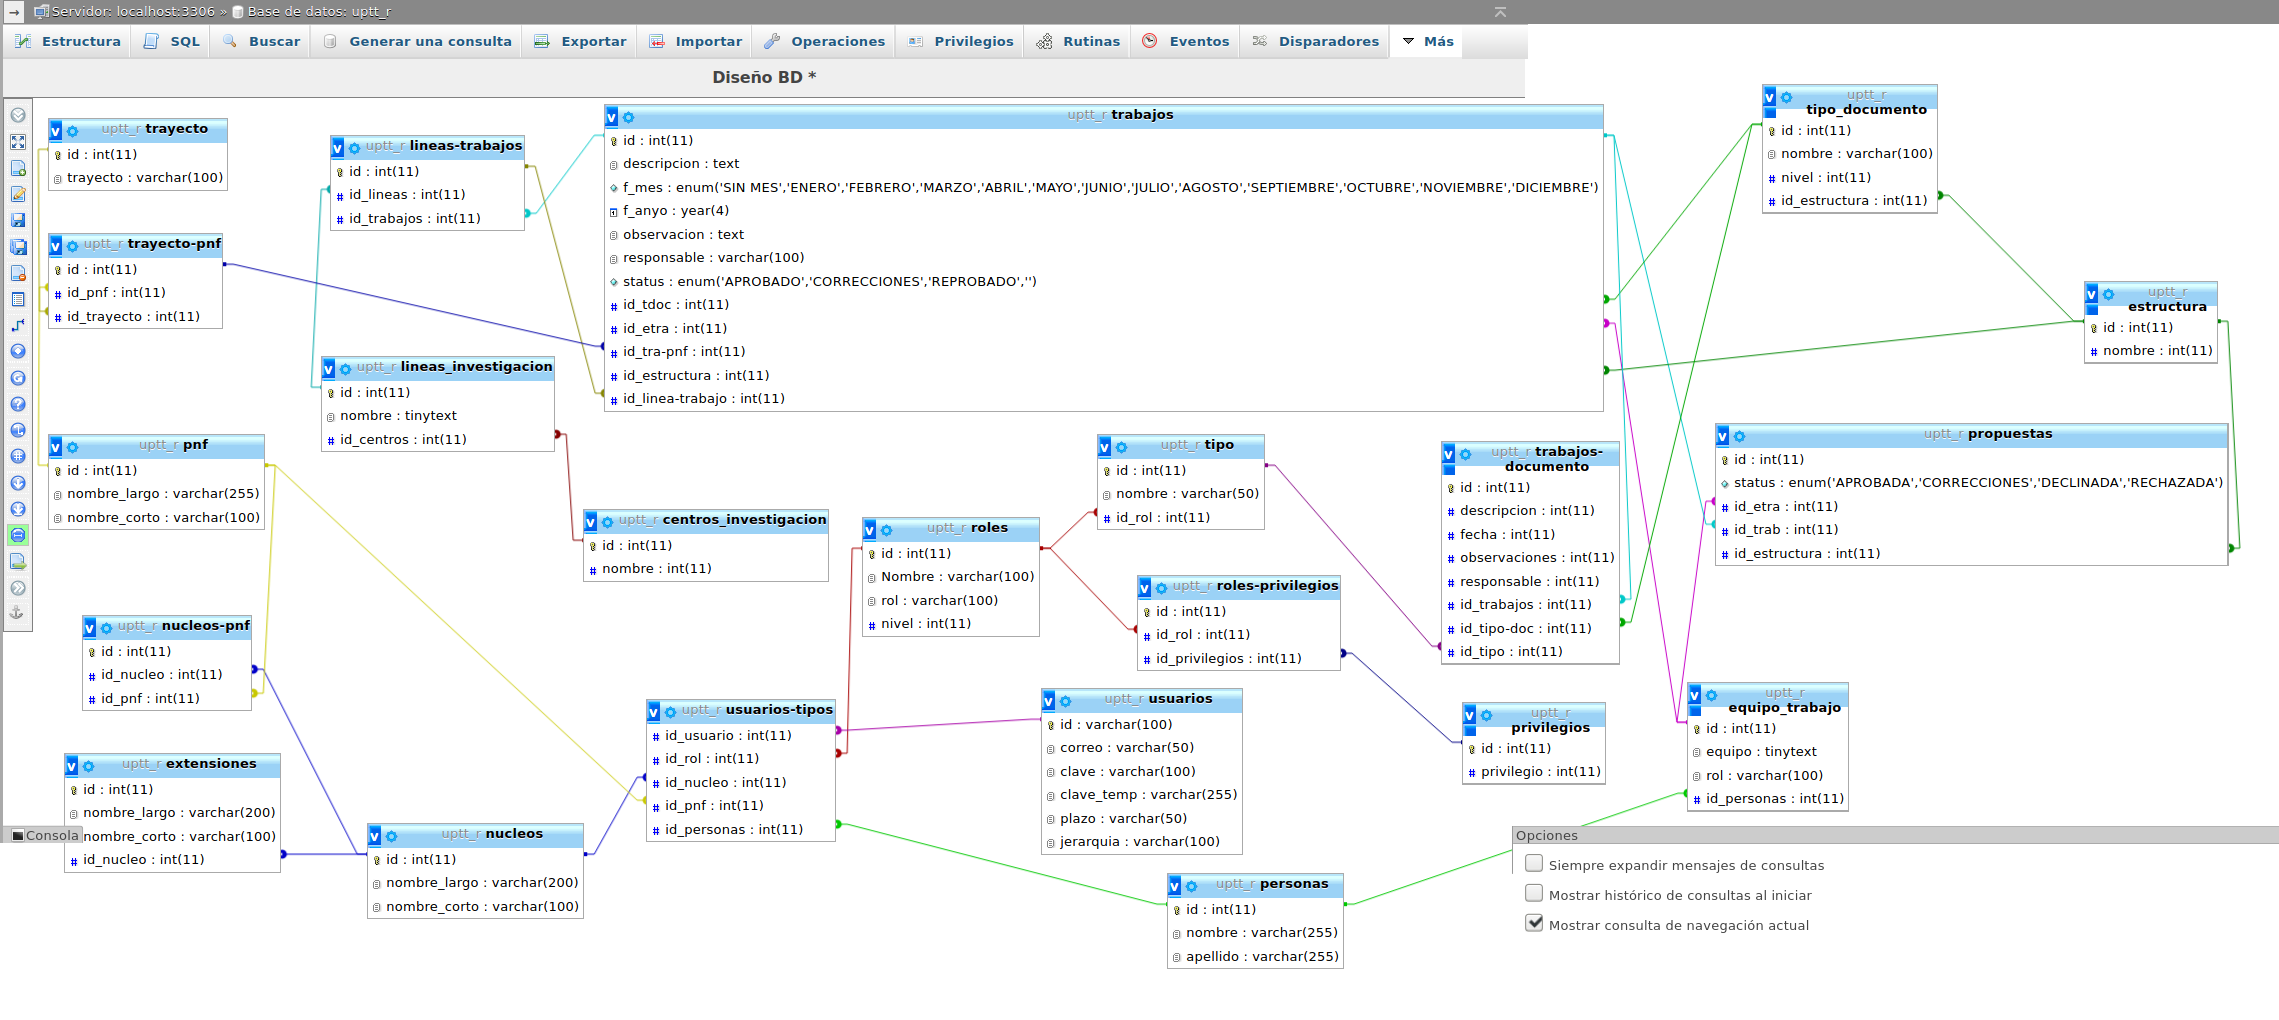 Servidor: localhost:3306 » Base de datos: uptt_r
Estructura SQL Buscar Generar una consulta Exportar Importar Operaciones Privilegios Rutinas Eventos Disparadores Más
Diseño BD *
uptt_r trayecto
id : int(11)
trayecto : varchar(100)
uptt_r trayecto-pnf
id : int(11)
id_pnf : int(11)
id_trayecto : int(11)
uptt_r lineas-trabajos
id : int(11)
id_lineas : int(11)
id_trabajos : int(11)
uptt_r trabajos
id : int(11)
descripcion : text
f_mes : enum('SIN MES','ENERO','FEBRERO','MARZO','ABRIL','MAYO','JUNIO','JULIO','AGOSTO','SEPTIEMBRE','OCTUBRE','NOVIEMBRE','DICIEMBRE')
f_anyo : year(4)
observacion : text
responsable : varchar(100)
status : enum('APROBADO','CORRECCIONES','REPROBADO','')
id_tdoc : int(11)
id_etra : int(11)
id_tra-pnf : int(11)
id_estructura : int(11)
id_linea-trabajo : int(11)
uptt_r
tipo_documento
id : int(11)
nombre : varchar(100)
nivel : int(11)
id_estructura : int(11)
uptt_r
estructura
id : int(11)
nombre : int(11)
uptt_r lineas_investigacion
id : int(11)
nombre : tinytext
id_centros : int(11)
uptt_r pnf
id : int(11)
nombre_largo : varchar(255)
nombre_corto : varchar(100)
uptt_r centros_investigacion
id : int(11)
nombre : int(11)
uptt_r roles
id : int(11)
Nombre : varchar(100)
rol : varchar(100)
nivel : int(11)
uptt_r tipo
id : int(11)
nombre : varchar(50)
id_rol : int(11)
uptt_r roles-privilegios
id : int(11)
id_rol : int(11)
id_privilegios : int(11)
uptt_r trabajos-
documento
id : int(11)
descripcion : int(11)
fecha : int(11)
observaciones : int(11)
responsable : int(11)
id_trabajos : int(11)
id_tipo-doc : int(11)
id_tipo : int(11)
uptt_r propuestas
id : int(11)
status : enum('APROBADA','CORRECCIONES','DECLINADA','RECHAZADA')
id_etra : int(11)
id_trab : int(11)
id_estructura : int(11)
uptt_r nucleos-pnf
id : int(11)
id_nucleo : int(11)
id_pnf : int(11)
uptt_r extensiones
id : int(11)
nombre_largo : varchar(200)
nombre_corto : varchar(100)
id_nucleo : int(11)
Consola
uptt_r nucleos
id : int(11)
nombre_largo : varchar(200)
nombre_corto : varchar(100)
uptt_r usuarios-tipos
id_usuario : int(11)
id_rol : int(11)
id_nucleo : int(11)
id_pnf : int(11)
id_personas : int(11)
uptt_r usuarios
id : varchar(100)
correo : varchar(50)
clave : varchar(100)
clave_temp : varchar(255)
plazo : varchar(50)
jerarquia : varchar(100)
uptt_r
privilegios
id : int(11)
privilegio : int(11)
uptt_r
equipo_trabajo
id : int(11)
equipo : tinytext
rol : varchar(100)
id_personas : int(11)
uptt_r personas
id : int(11)
nombre : varchar(255)
apellido : varchar(255)
Opciones
Siempre expandir mensajes de consultas
Mostrar histórico de consultas al iniciar
Mostrar consulta de navegación actual